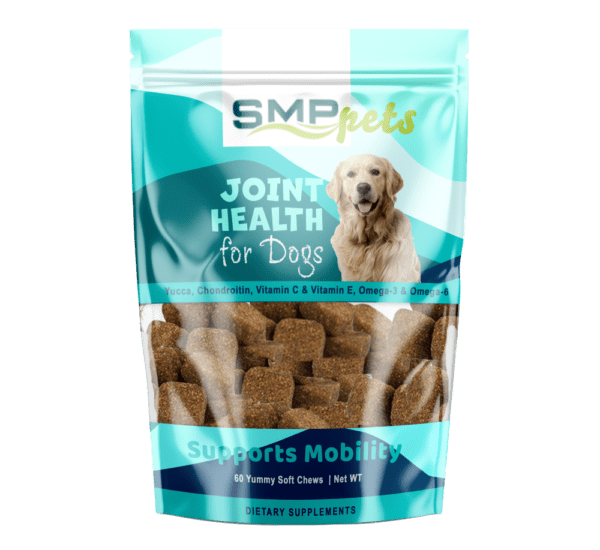 SMPpets
JOINT
HEALTH
for Dogs
Yucca, Chondroitin, Vitamin C & Vitamin E, Omega-3 & Omega-6
Supports Mobility
60 Yummy Soft Chews | Net WT
DIETARY SUPPLEMENTS